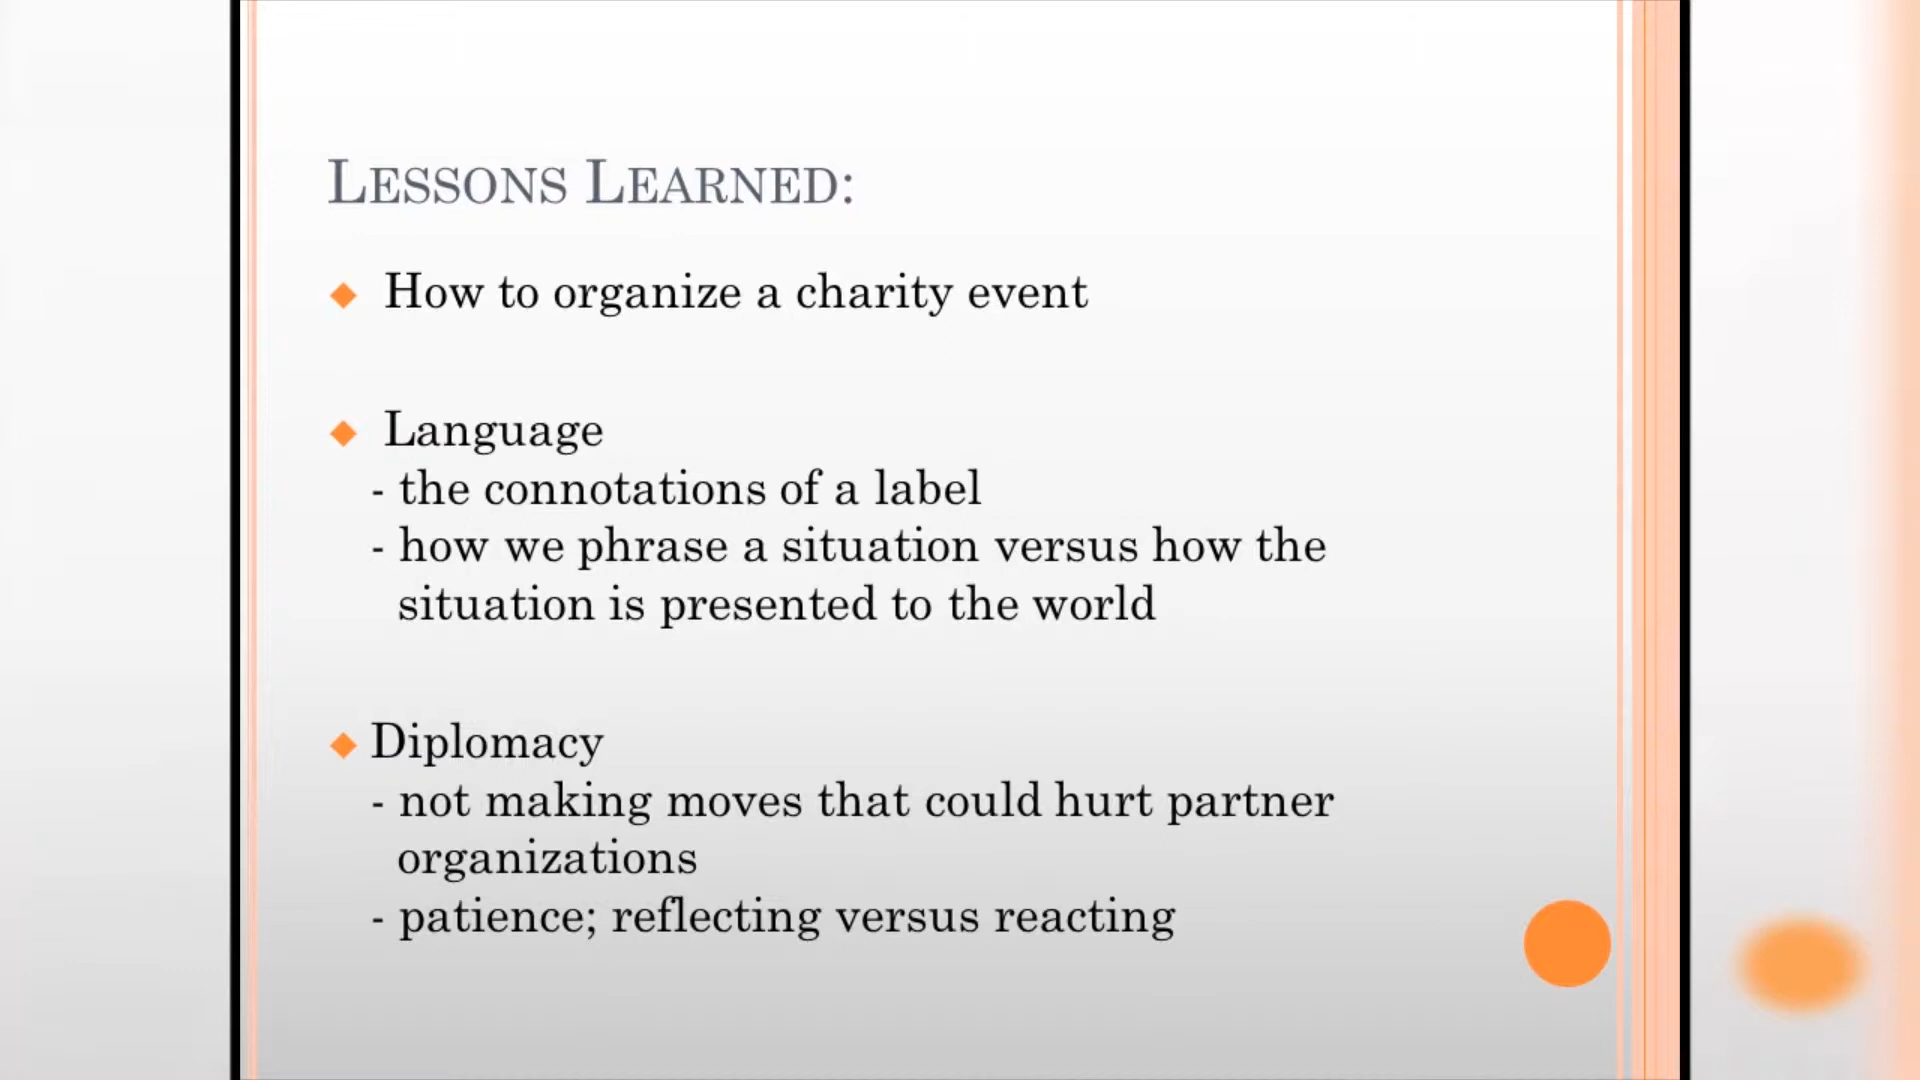 LESSONS LEARNED:
How to organize a charity event
Language
- the connotations of a label
- how we phrase a situation versus how the
situation is presented to the world
Diplomacy
- not making moves that could hurt partner
organizations
- patience; reflecting versus reacting